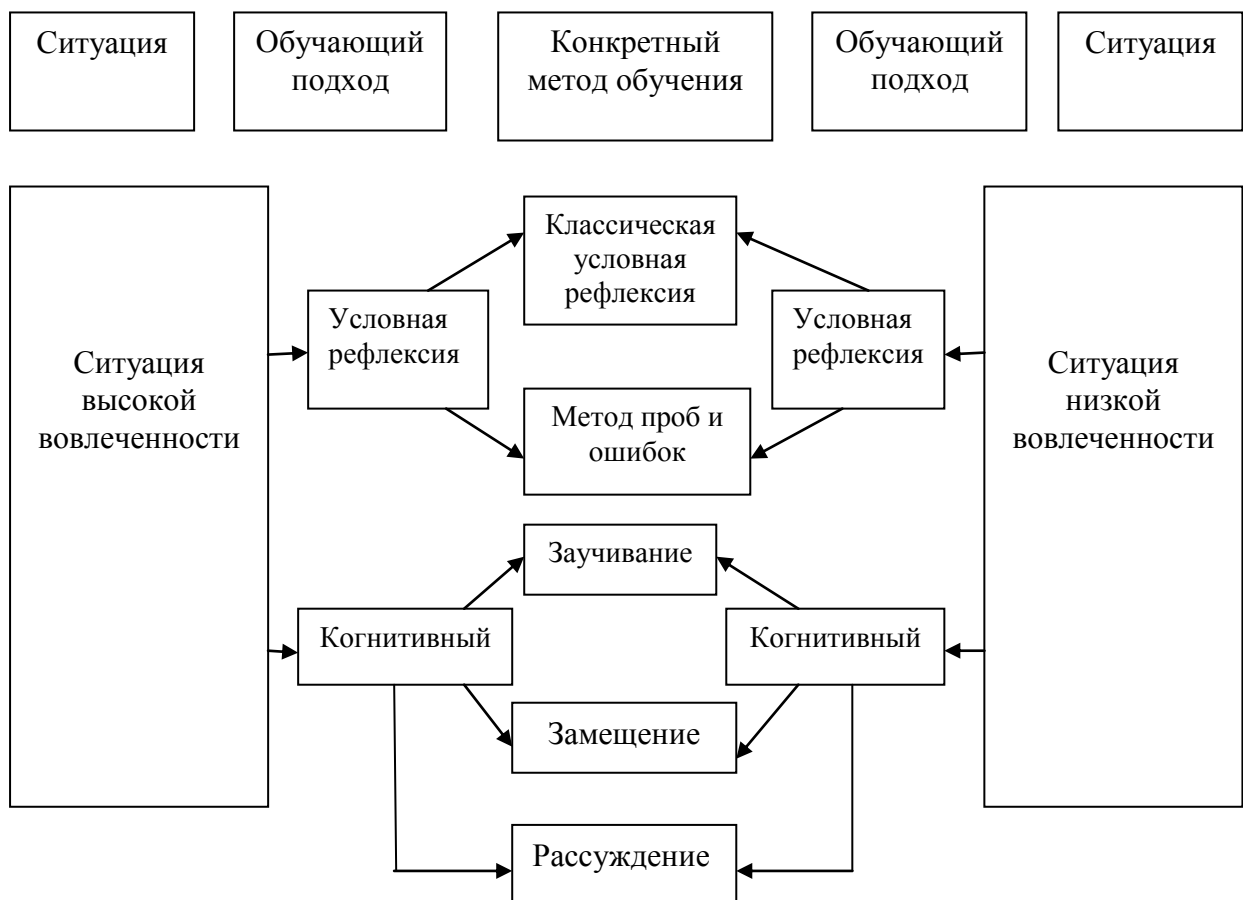 Ситуация
Обучающий
подход
Конкретный
метод обучения
Обучающий
подход
Ситуация
Ситуация
высокой
вовлеченности
Условная
рефлексия
Классическая
условная
рефлексия
Условная
рефлексия
Ситуация
низкой
вовлеченности
Метод проб и
ошибок
Заучивание
Когнитивный
Когнитивный
Замещение
Рассуждение